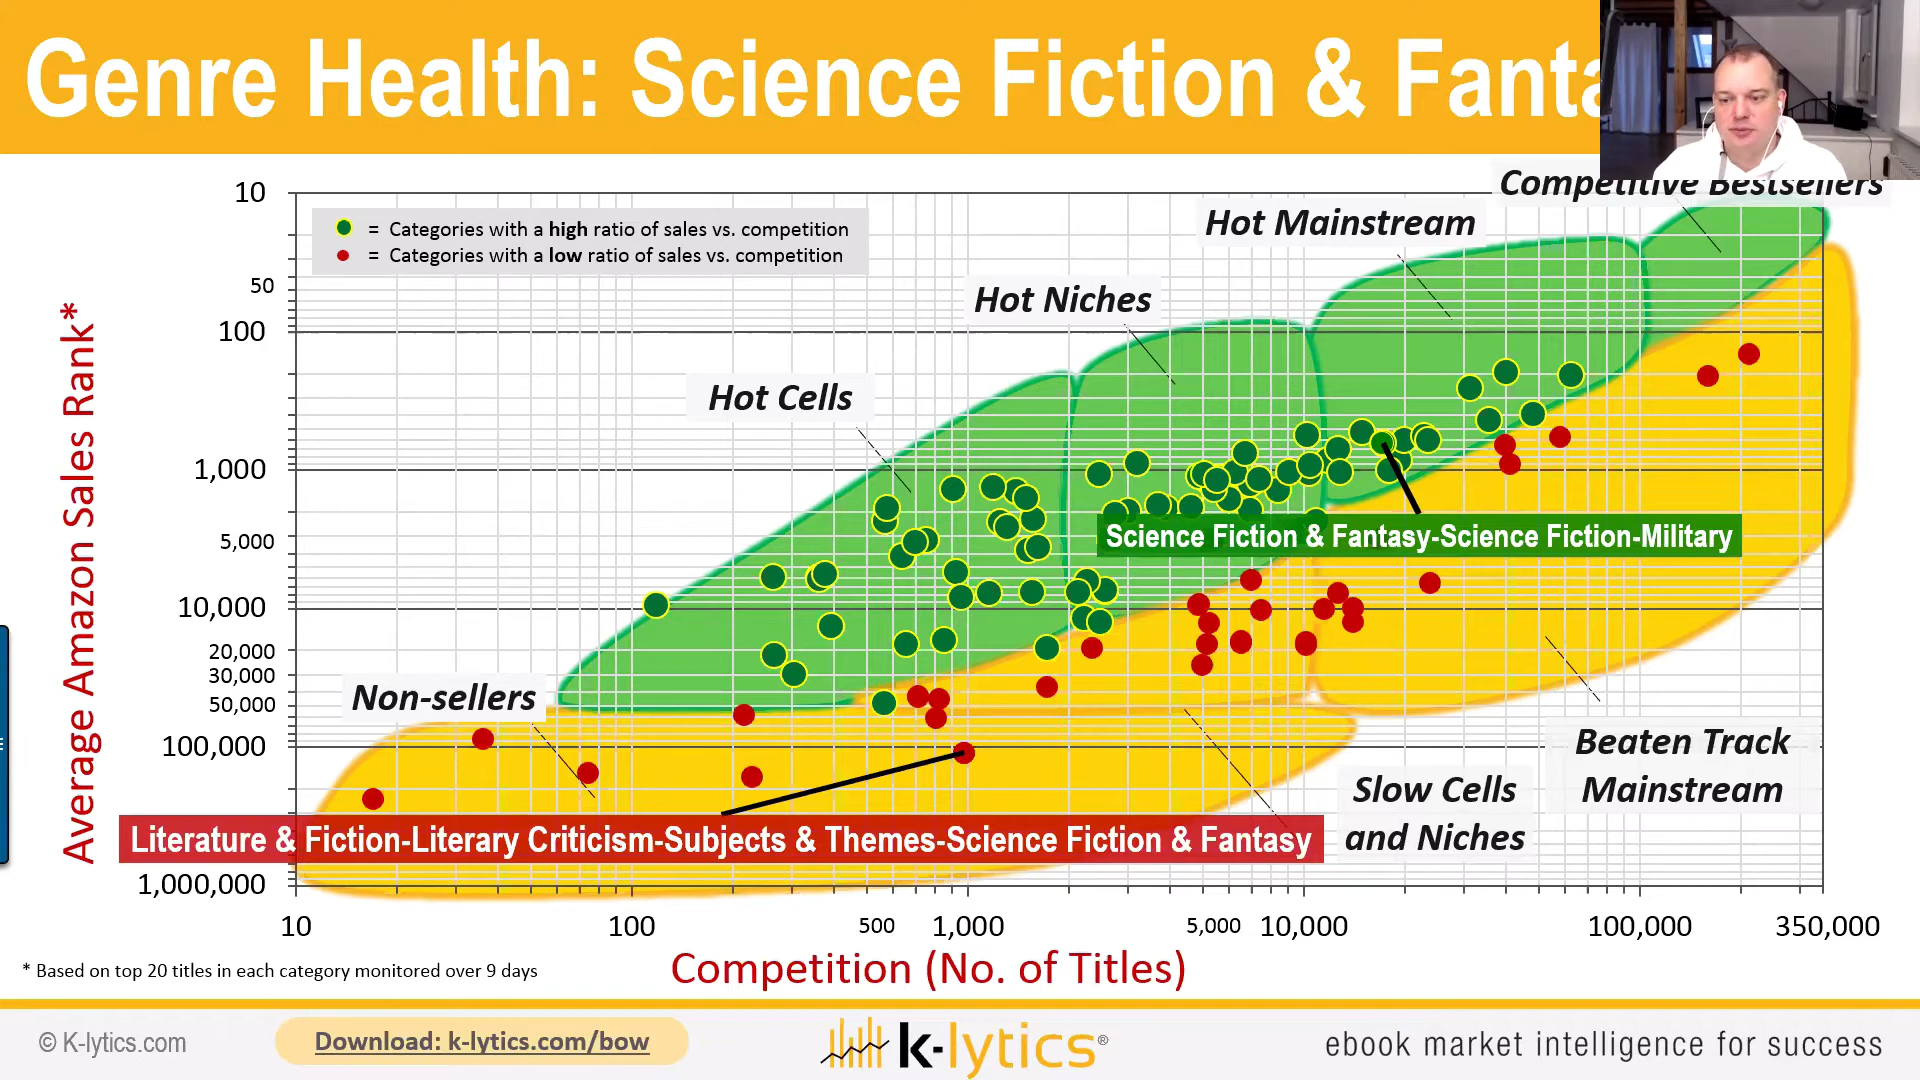 Genre Health: Science Fiction & Fanta
Competitive Bestsellers
Hot Mainstream
= Categories with a high ratio of sales vs. competition
= Categories with a low ratio of sales vs. competition
Hot Niches
Hot Cells
Non-sellers
Science Fiction & Fantasy-Science Fiction-Military
Beaten Track
Mainstream
Slow Cells
and Niches
Literature & Fiction-Literary Criticism-Subjects & Themes-Science Fiction & Fantasy
Average Amazon Sales Rank*
10
50
100
1,000
5,000
10,000
20,000
30,000
50,000
100,000
1,000,000
10
100
500
1,000
5,000
10,000
100,000
350,000
Competition (No. of Titles)
* Based on top 20 titles in each category monitored over 9 days
© K-lytics.com
Download: k-lytics.com/bow
k-lytics®
ebook market intelligence for success